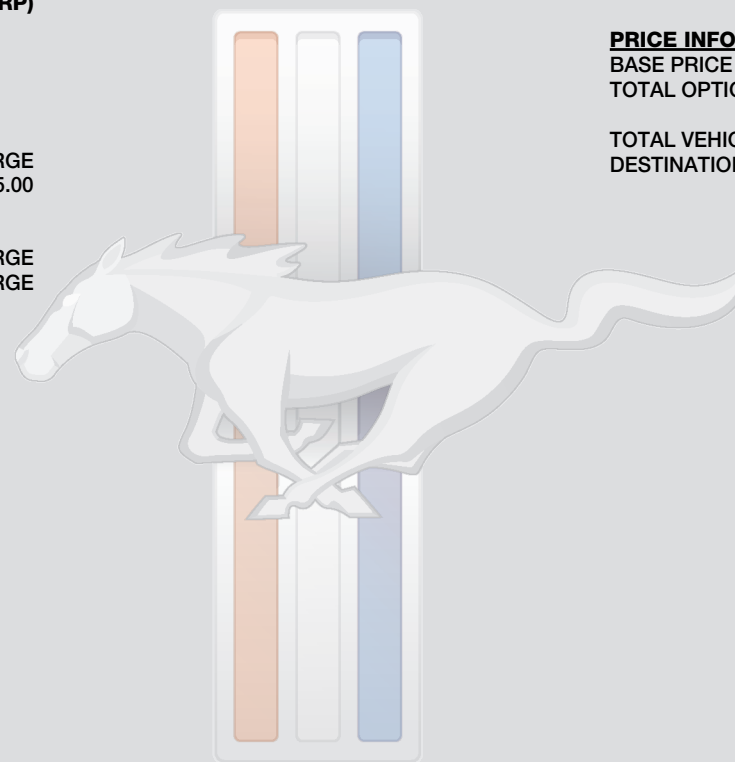 RP)
RGE
5.00
RGE
RGE
PRICE INFO
BASE PRICE
TOTAL OPTIO
TOTAL VEHIC
DESTINATION